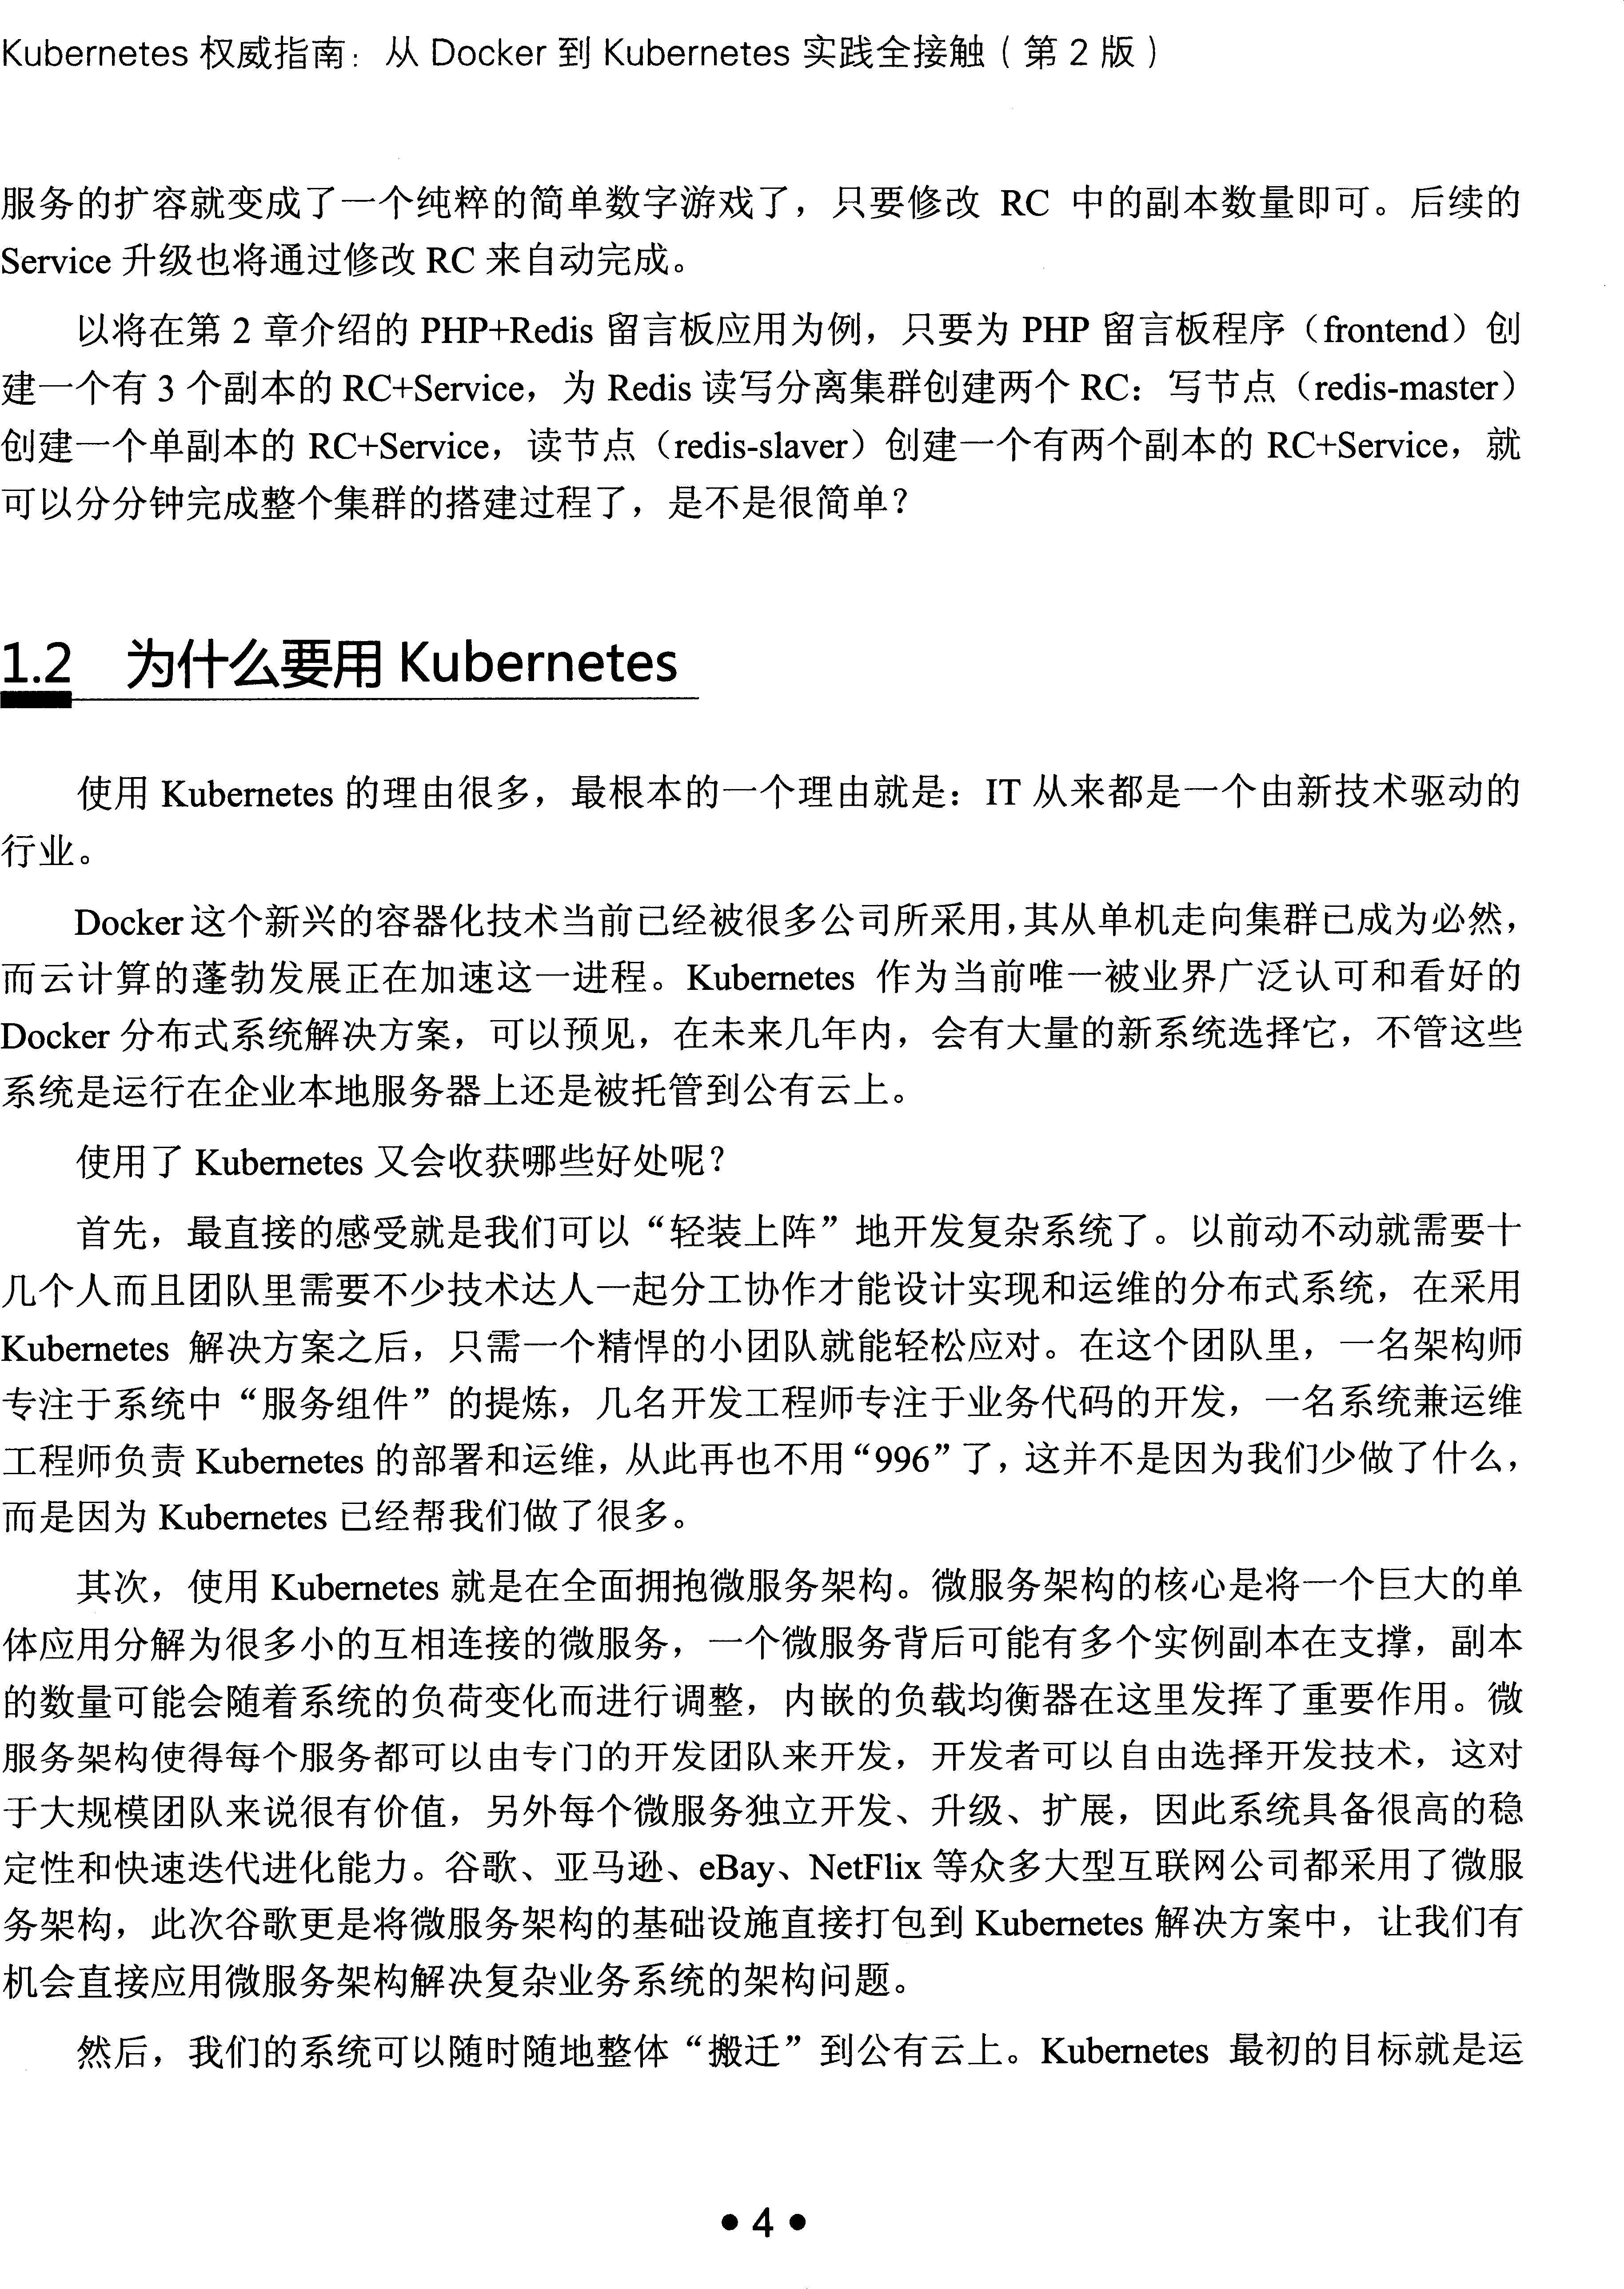 Kubernetes 权威指南：从 Docker 到 Kubernetes 实践全接触（第 2 版）
服务的扩容就变成了一个纯粹的简单数字游戏了，只要修改 RC 中的副本数量即可。后续的
Service 升级也将通过修改 RC 来自动完成。
以将在第 2 章介绍的 PHP+Redis 留言板应用为例，只要为 PHP 留言板程序（frontend）创
建一个有 3 个副本的 RC+Service，为 Redis 读写分离集群创建两个 RC：写节点（redis-master）
创建一个单副本的 RC+Service，读节点（redis-slaver）创建一个有两个副本的 RC+Service，就
可以分分钟完成整个集群的搭建过程了，是不是很简单？
1.2 为什么要用 Kubernetes
使用 Kubernetes 的理由很多，最根本的一个理由就是：IT 从来都是一个由新技术驱动的
行业。
Docker 这个新兴的容器化技术当前已经被很多公司所采用，其从单机走向集群已成为必然，
而云计算的蓬勃发展正在加速这一进程。Kubernetes 作为当前唯一被业界广泛认可和看好的
Docker 分布式系统解决方案，可以预见，在未来几年内，会有大量的新系统选择它，不管这些
系统是运行在企业本地服务器上还是被托管到公有云上。
使用了 Kubernetes 又会收获哪些好处呢？
首先，最直接的感受就是我们可以“轻装上阵”地开发复杂系统了。以前动不动就需要十
几个人而且团队里需要不少技术达人一起分工协作才能设计实现和运维的分布式系统，在采用
Kubernetes 解决方案之后，只需一个精悍的小团队就能轻松应对。在这个团队里，一名架构师
专注于系统中“服务组件”的提炼，几名开发工程师专注于业务代码的开发，一名系统兼运维
工程师负责 Kubernetes 的部署和运维，从此再也不用“996”了，这并不是因为我们少做了什么，
而是因为 Kubernetes 已经帮我们做了很多。
其次，使用 Kubernetes 就是在全面拥抱微服务架构。微服务架构的核心是将一个巨大的单
体应用分解为很多小的互相连接的微服务，一个微服务背后可能有多个实例副本在支撑，副本
的数量可能会随着系统的负荷变化而进行调整，内嵌的负载均衡器在这里发挥了重要作用。微
服务架构使得每个服务都可以由专门的开发团队来开发，开发者可以自由选择开发技术，这对
于大规模团队来说很有价值，另外每个微服务独立开发、升级、扩展，因此系统具备很高的稳
定性和快速迭代进化能力。谷歌、亚马逊、eBay、NetFlix 等众多大型互联网公司都采用了微服
务架构，此次谷歌更是将微服务架构的基础设施直接打包到 Kubernetes 解决方案中，让我们有
机会直接应用微服务架构解决复杂业务系统的架构问题。
然后，我们的系统可以随时随地整体“搬迁”到公有云上。Kubernetes 最初的目标就是运
• 4 •